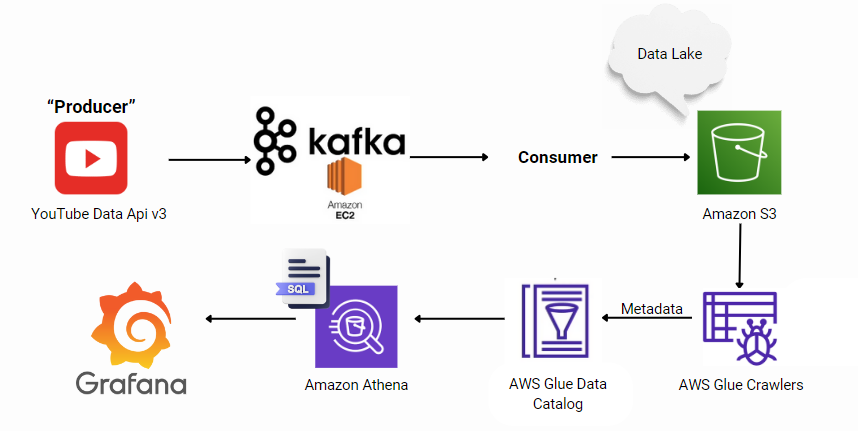 Data Lake
“Producer”
kafka
Amazon
EC2
Consumer
YouTube Data Api v3
Amazon S3
SQL
Metadata
Grafana
Amazon Athena
AWS Glue Data
Catalog
AWS Glue Crawlers